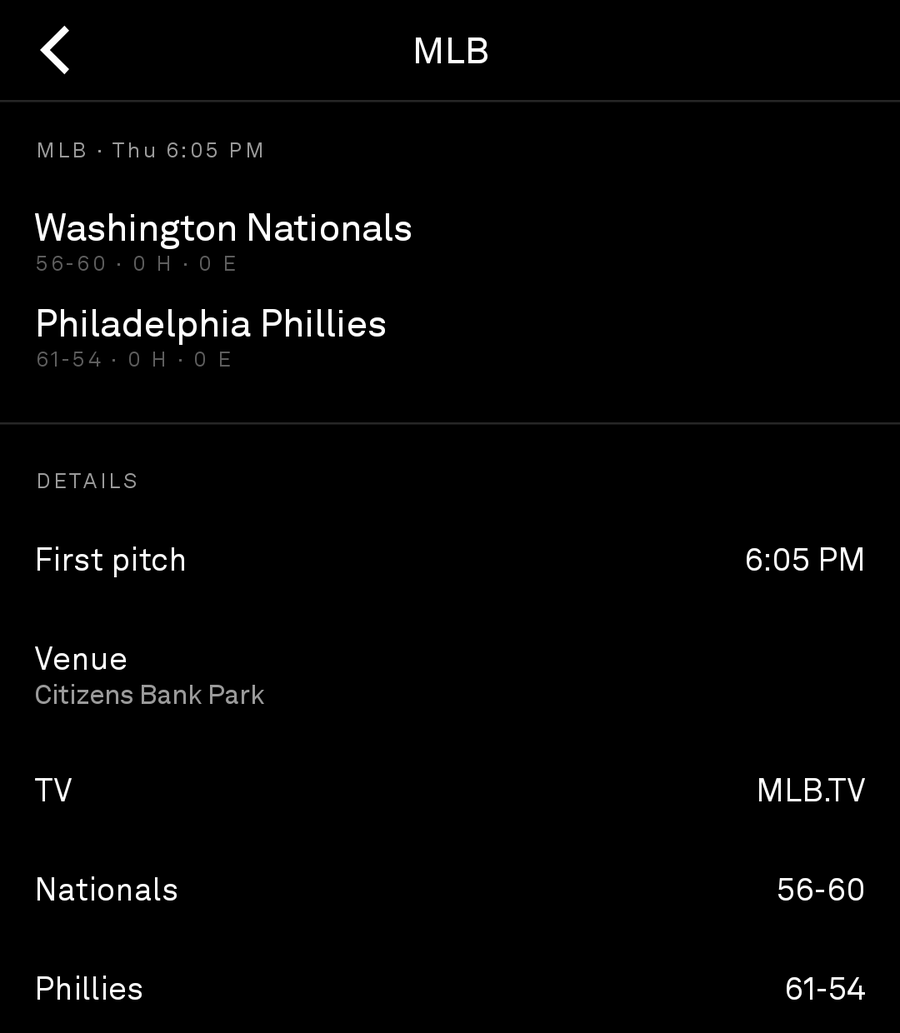 MLB
MLB · Thu 6:05 PM
Washington Nationals
56-60 · 0 H · 0 E
Philadelphia Phillies
61-54 · 0 H · 0 E
DETAILS
First pitch 6:05 PM
Venue
Citizens Bank Park
TV MLB.TV
Nationals 56-60
Phillies 61-54